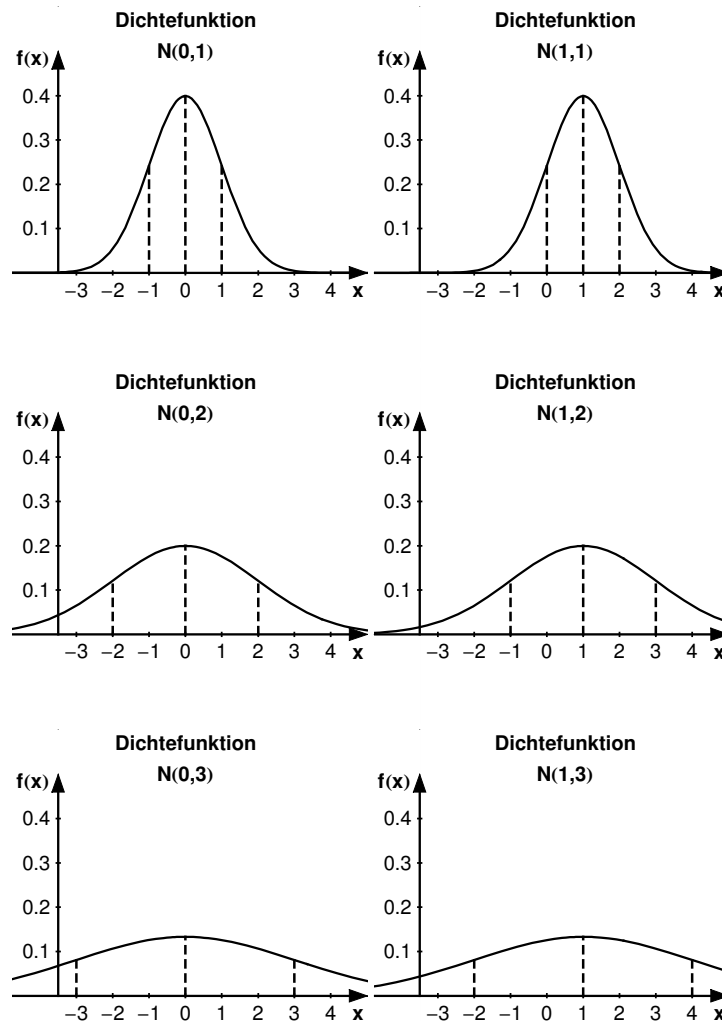 Dichtefunktion
N(0,1)
f(x)
0.4
0.3
0.2
0.1
−3 −2 −1 0 1 2 3 4 x
Dichtefunktion
N(1,1)
f(x)
0.4
0.3
0.2
0.1
−3 −2 −1 0 1 2 3 4 x
Dichtefunktion
N(0,2)
f(x)
0.4
0.3
0.2
0.1
−3 −2 −1 0 1 2 3 4 x
Dichtefunktion
N(1,2)
f(x)
0.4
0.3
0.2
0.1
−3 −2 −1 0 1 2 3 4 x
Dichtefunktion
N(0,3)
f(x)
0.4
0.3
0.2
0.1
−3 −2 −1 0 1 2 3 4 x
Dichtefunktion
N(1,3)
f(x)
0.4
0.3
0.2
0.1
−3 −2 −1 0 1 2 3 4 x